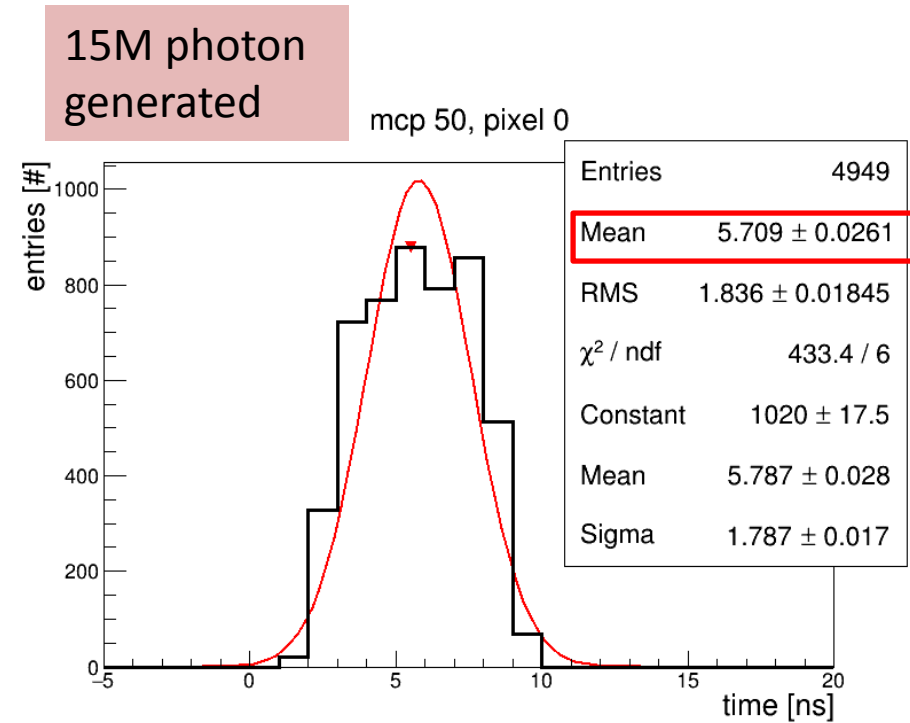 15M photon
generated
mcp 50, pixel 0
entries [#]
1000
800
600
400
200
0
−5
0
5
10
15
20
time [ns]
Entries 4949
Mean 5.709 ± 0.0261
RMS 1.836 ± 0.01845
χ² / ndf 433.4 / 6
Constant 1020 ± 17.5
Mean 5.787 ± 0.028
Sigma 1.787 ± 0.017